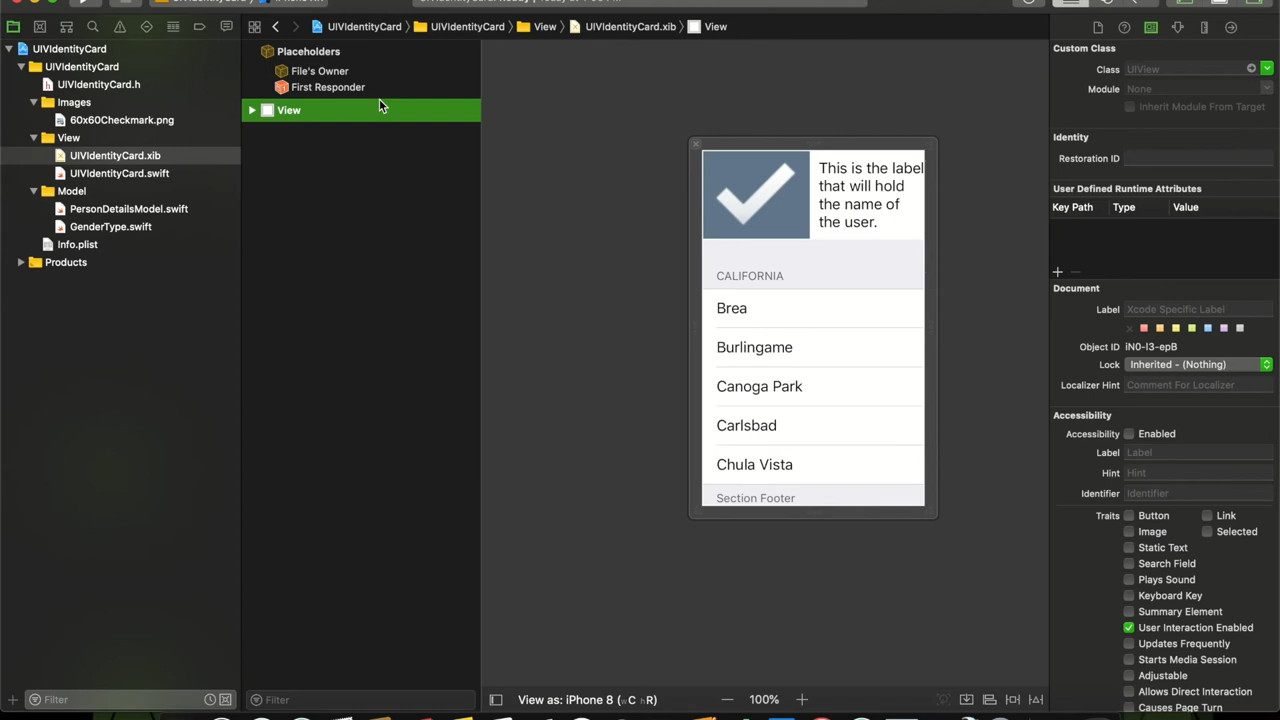 UIVIdentityCard
UIVIdentityCard
UIVIdentityCard.h
Images
60x60Checkmark.png
View
UIVIdentityCard.xib
UIVIdentityCard.swift
Model
PersonDetailsModel.swift
GenderType.swift
Info.plist
Products
Filter
UIVIdentityCard
UIVIdentityCard
View
UIVIdentityCard.xib
View
Placeholders
File's Owner
First Responder
View
Filter
This is the label
that will hold
the name of
the user.
CALIFORNIA
Brea
Burlingame
Canoga Park
Carlsbad
Chula Vista
Section Footer
View as: iPhone 8 (wC hR)
100%
Custom Class
Class UIView
Module None
Inherit Module From Target
Identity
Restoration ID
User Defined Runtime Attributes
Key Path Type Value
Document
Label Xcode Specific Label
Object ID iN0-l3-epB
Lock Inherited - (Nothing)
Localizer Hint Comment For Localizer
Accessibility
Accessibility Enabled
Label Label
Hint Hint
Identifier Identifier
Traits Button Link
Image Selected
Static Text
Search Field
Plays Sound
Keyboard Key
Summary Element
User Interaction Enabled
Updates Frequently
Starts Media Session
Adjustable
Allows Direct Interaction
Causes Page Turn